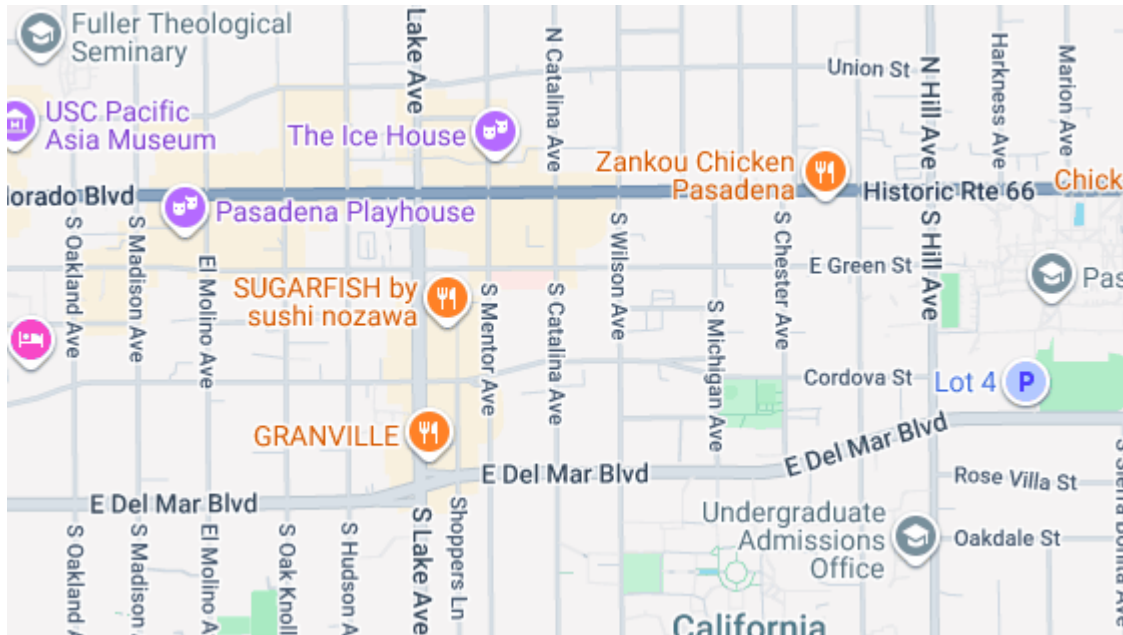 Fuller Theological
Seminary
Lake Ave
N Catalina Ave
Union St
N Hill Ave
Harkness Ave
Marion Ave
USC Pacific
Asia Museum
The Ice House
Zankou Chicken
Pasadena
Historic Rte 66
Chick
lorado Blvd
Pasadena Playhouse
S Oakland Ave
S Madison Ave
El Molino Ave
S Wilson Ave
S Chester Ave
S Hill Ave
E Green St
Pas
SUGARFISH by
sushi nozawa
S Mentor Ave
S Catalina Ave
S Michigan Ave
Cordova St
Lot 4
P
GRANVILLE
E Del Mar Blvd
E Del Mar Blvd
E Del Mar Blvd
Rose Villa St
S Oakland A
S Madison A
El Molino Av
S Oak Knoll
S Hudson A
S Lake Ave
Shoppers Ln
Undergraduate
Admissions
Office
Oakdale St
S Sierra Bonita Ave
California